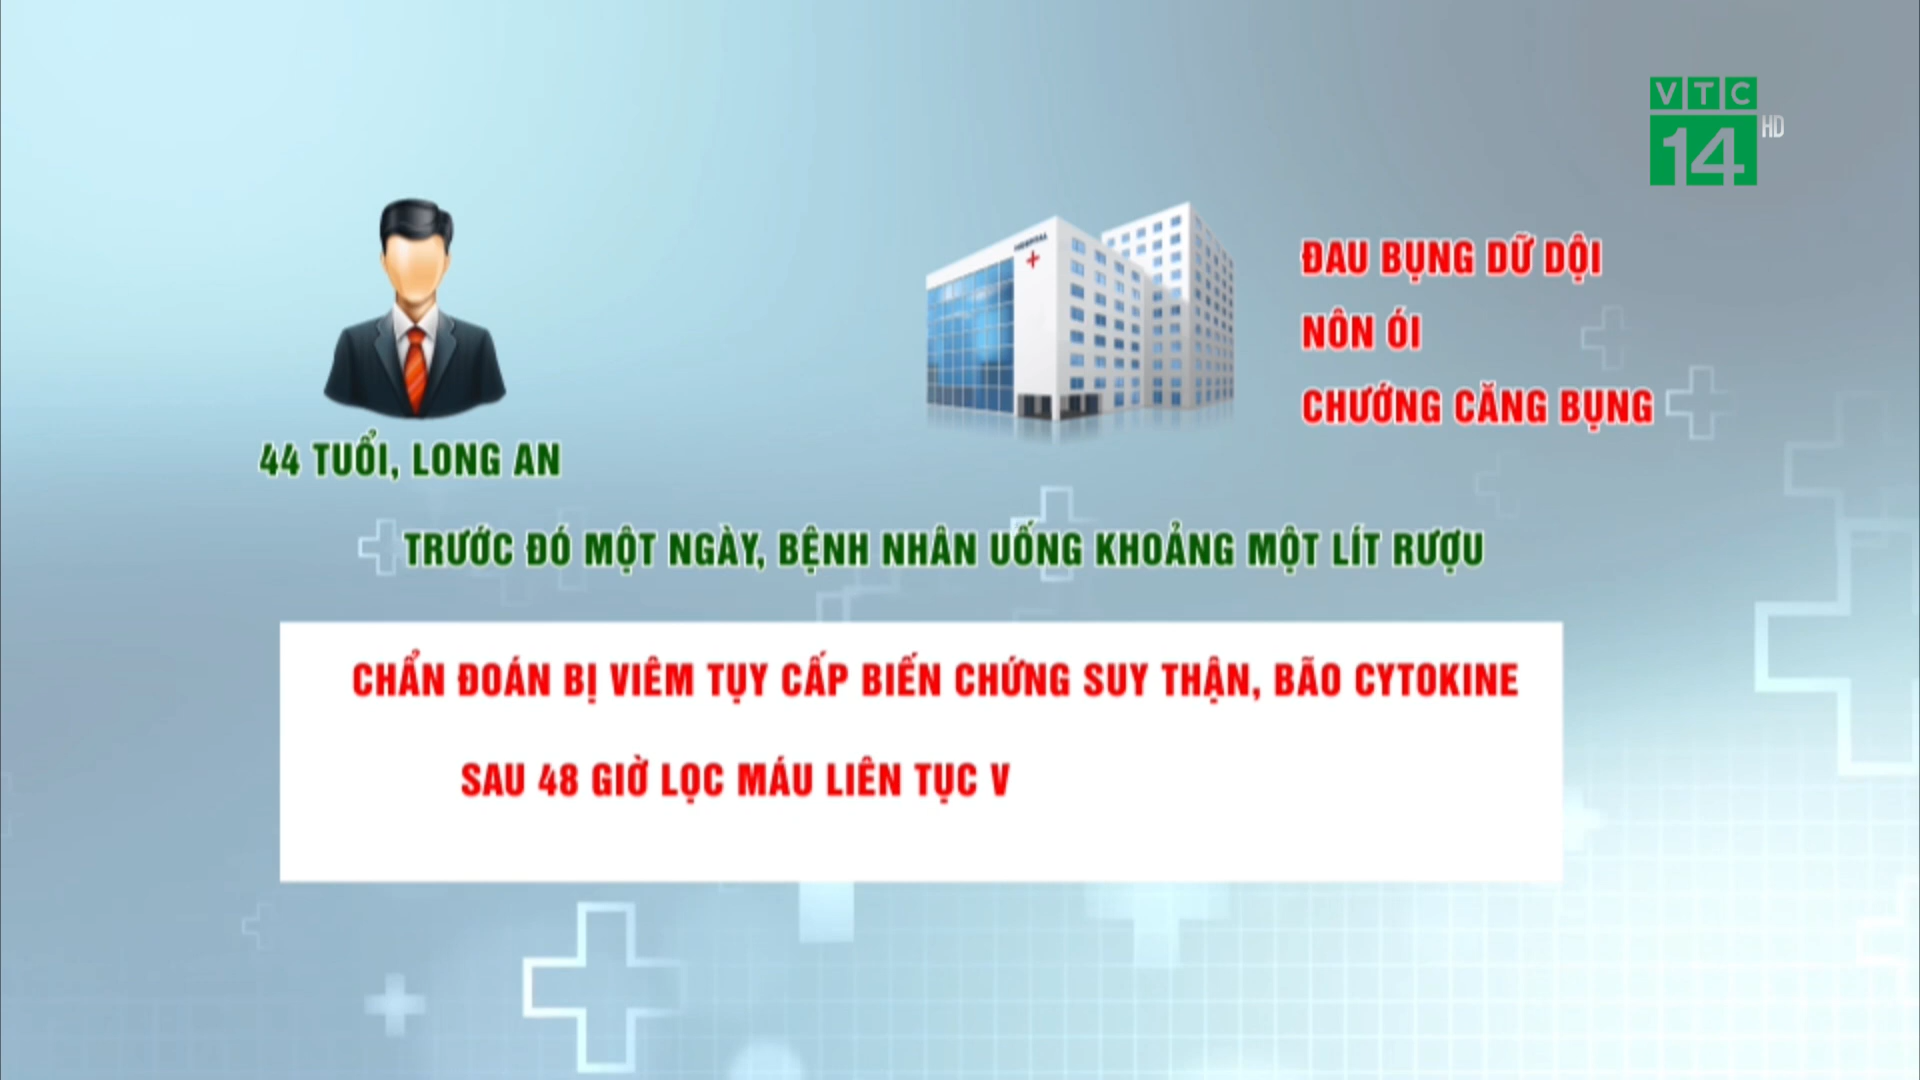 VTC
14 HD
HOSPITAL
ĐAU BỤNG DỮ DỘI
NÔN ÓI
CHƯỚNG CĂNG BỤNG
44 TUỔI, LONG AN
TRƯỚC ĐÓ MỘT NGÀY, BỆNH NHÂN UỐNG KHOẢNG MỘT LÍT RƯỢU
CHẨN ĐOÁN BỊ VIÊM TỤY CẤP BIẾN CHỨNG SUY THẬN, BÃO CYTOKINE
SAU 48 GIỜ LỌC MÁU LIÊN TỤC V